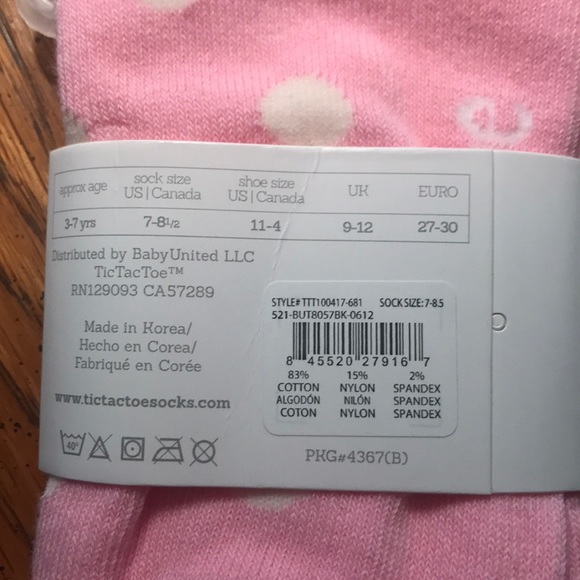 approx age sock size US | Canada shoe size US | Canada UK EURO
3-7 yrs 7-8 1/2 11-4 9-12 27-30
Distributed by BabyUnited LLC
TicTacToe™
RN129093 CA57289
Made in Korea/
Hecho en Corea/
Fabriqué en Corée
www.tictactoesocks.com
40°
STYLE# TTT100417-681 SOCK SIZE: 7-8.5
521-BUT8057BK-0612
8 45520 27916 7
83% 15% 2%
COTTON NYLON SPANDEX
ALGODÓN NILÓN SPANDEX
COTON NYLON SPANDEX
PKG#4367(B)